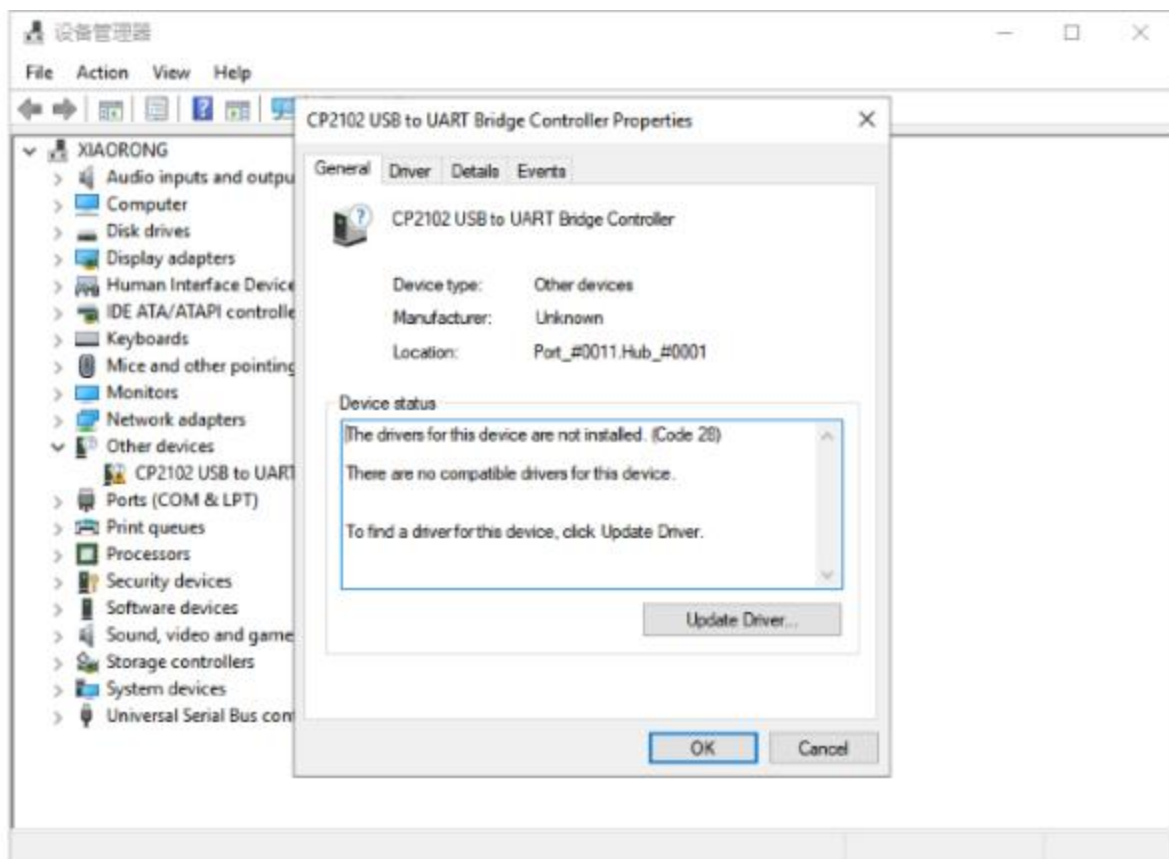 设备管理器
File Action View Help
CP2102 USB to UART Bridge Controller Properties
XIAORONG
Audio inputs and outpu
Computer
Disk drives
Display adapters
Human Interface Device
IDE ATA/ATAPI controlle
Keyboards
Mice and other pointing
Monitors
Network adapters
Other devices
CP2102 USB to UART
Ports (COM & LPT)
Print queues
Processors
Security devices
Software devices
Sound, video and game
Storage controllers
System devices
Universal Serial Bus con
General Driver Details Events
CP2102 USB to UART Bridge Controller
Device type: Other devices
Manufacturer: Unknown
Location: Port_#0011.Hub_#0001
Device status
The drivers for this device are not installed. (Code 28)
There are no compatible drivers for this device.
To find a driver for this device, click Update Driver.
Update Driver...
OK Cancel